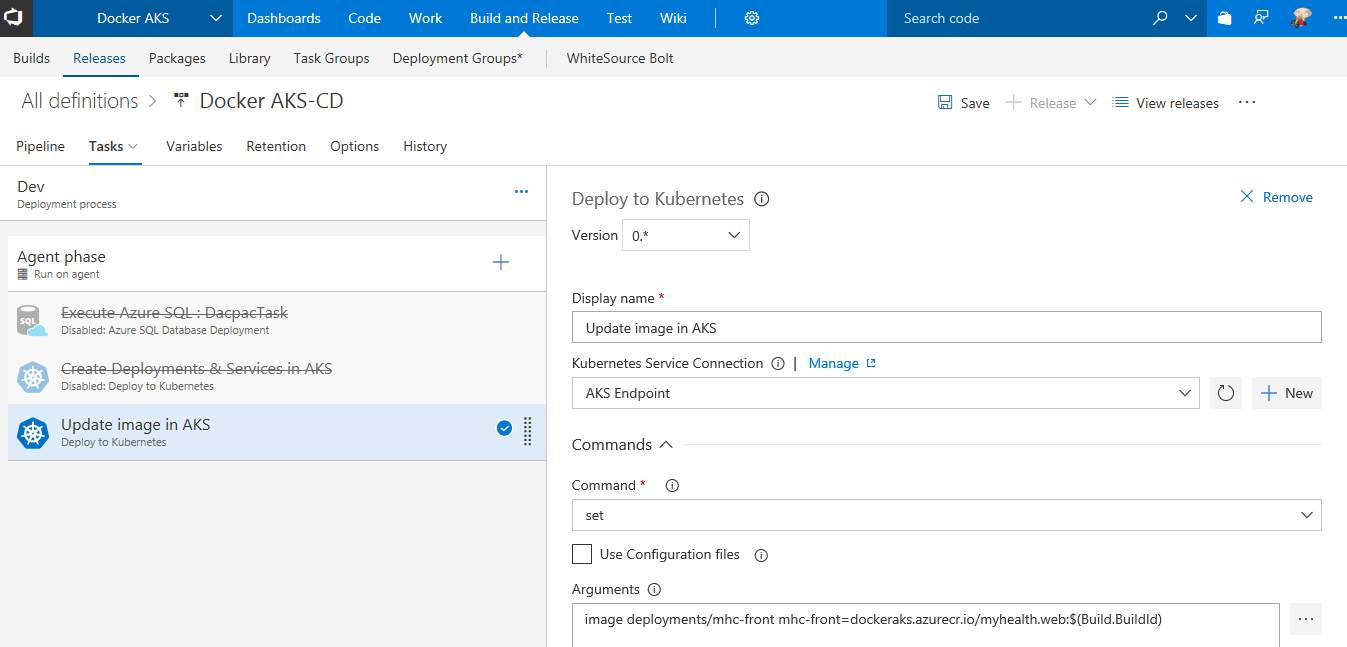 Docker AKS Dashboards Code Work Build and Release Test Wiki Search code
Builds Releases Packages Library Task Groups Deployment Groups* WhiteSource Bolt
All definitions > Docker AKS-CD Save Release View releases ...
Pipeline Tasks Variables Retention Options History
Dev
Deployment process
Agent phase
Run on agent
SQL
Execute Azure SQL : DacpacTask
Disabled: Azure SQL Database Deployment
Create Deployments & Services in AKS
Disabled: Deploy to Kubernetes
Update image in AKS
Deploy to Kubernetes
Deploy to Kubernetes
Remove
Version 0.*
Display name *
Update image in AKS
Kubernetes Service Connection | Manage
AKS Endpoint
New
Commands
Command *
set
Use Configuration files
Arguments
image deployments/mhc-front mhc-front=dockeraks.azurecr.io/myhealth.web:$(Build.BuildId)